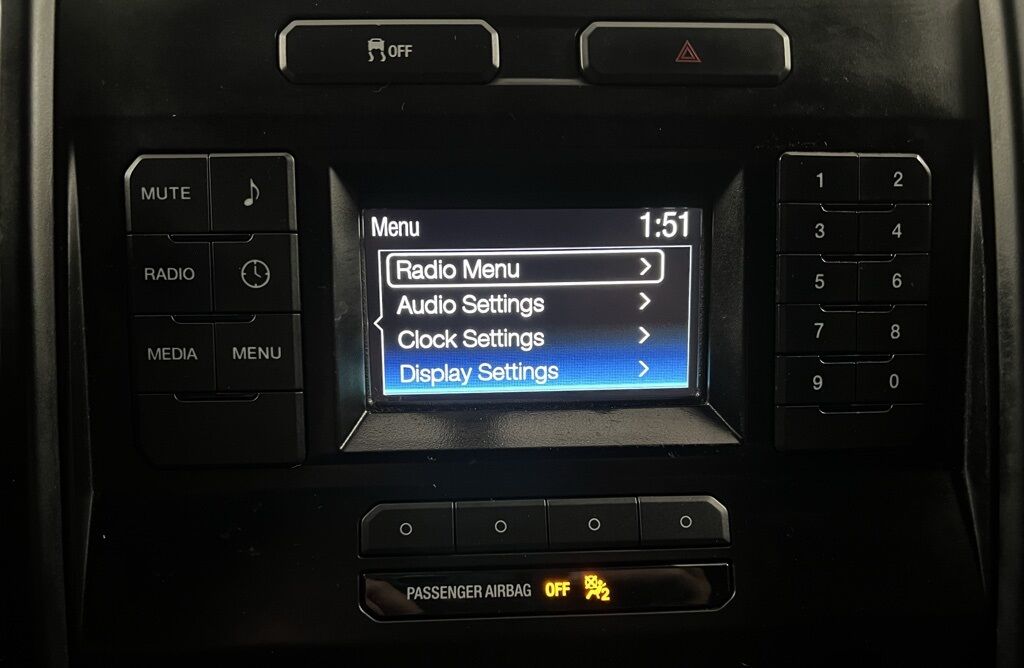 OFF
MUTE
RADIO
MEDIA MENU
Menu 1:51
Radio Menu
Audio Settings
Clock Settings
Display Settings
1 2
3 4
5 6
7 8
9 0
PASSENGER AIRBAG OFF 2